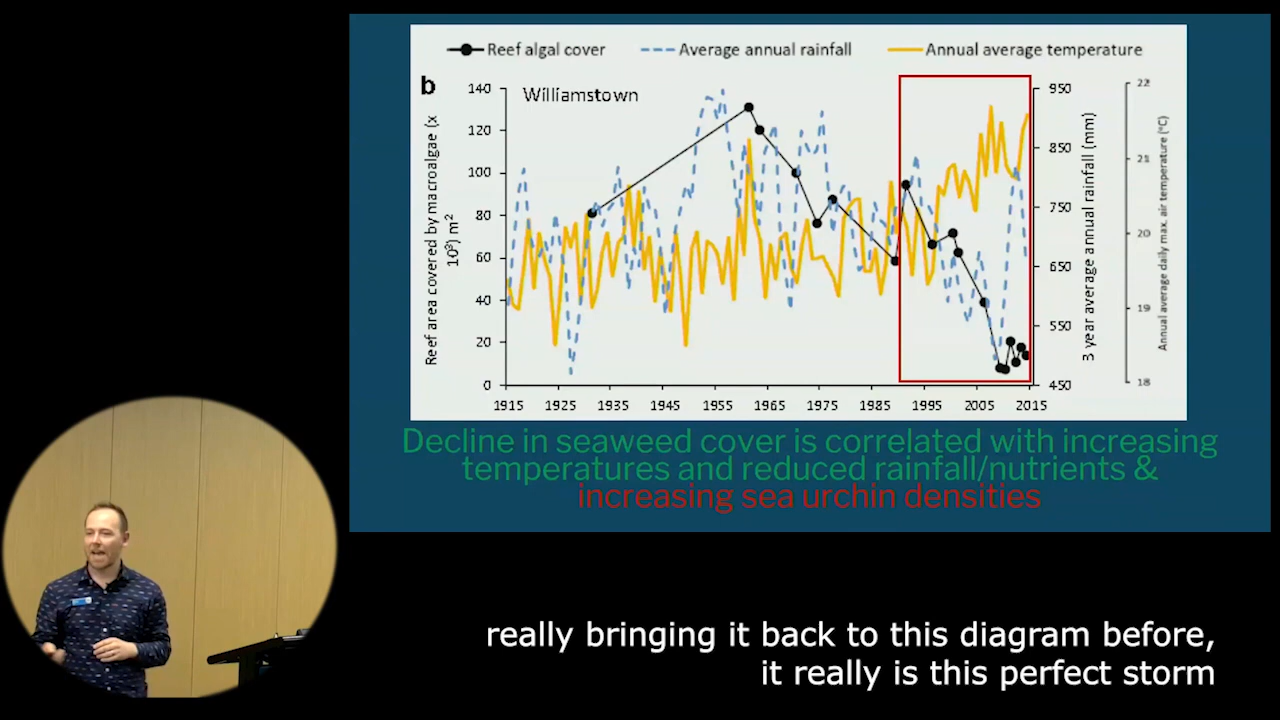 Reef algal cover Average annual rainfall Annual average temperature
b
Williamstown
140
120
100
80
60
40
20
0
Reef area covered by macroalgae (x
10³) m²
950
850
750
650
550
450
3 year average annual rainfall (mm)
22
21
20
19
18
Annual average daily max. air temperature (°C)
1915 1925 1935 1945 1955 1965 1975 1985 1995 2005 2015
Decline in seaweed cover is correlated with increasing
temperatures and reduced rainfall/nutrients &
increasing sea urchin densities
really bringing it back to this diagram before,
it really is this perfect storm